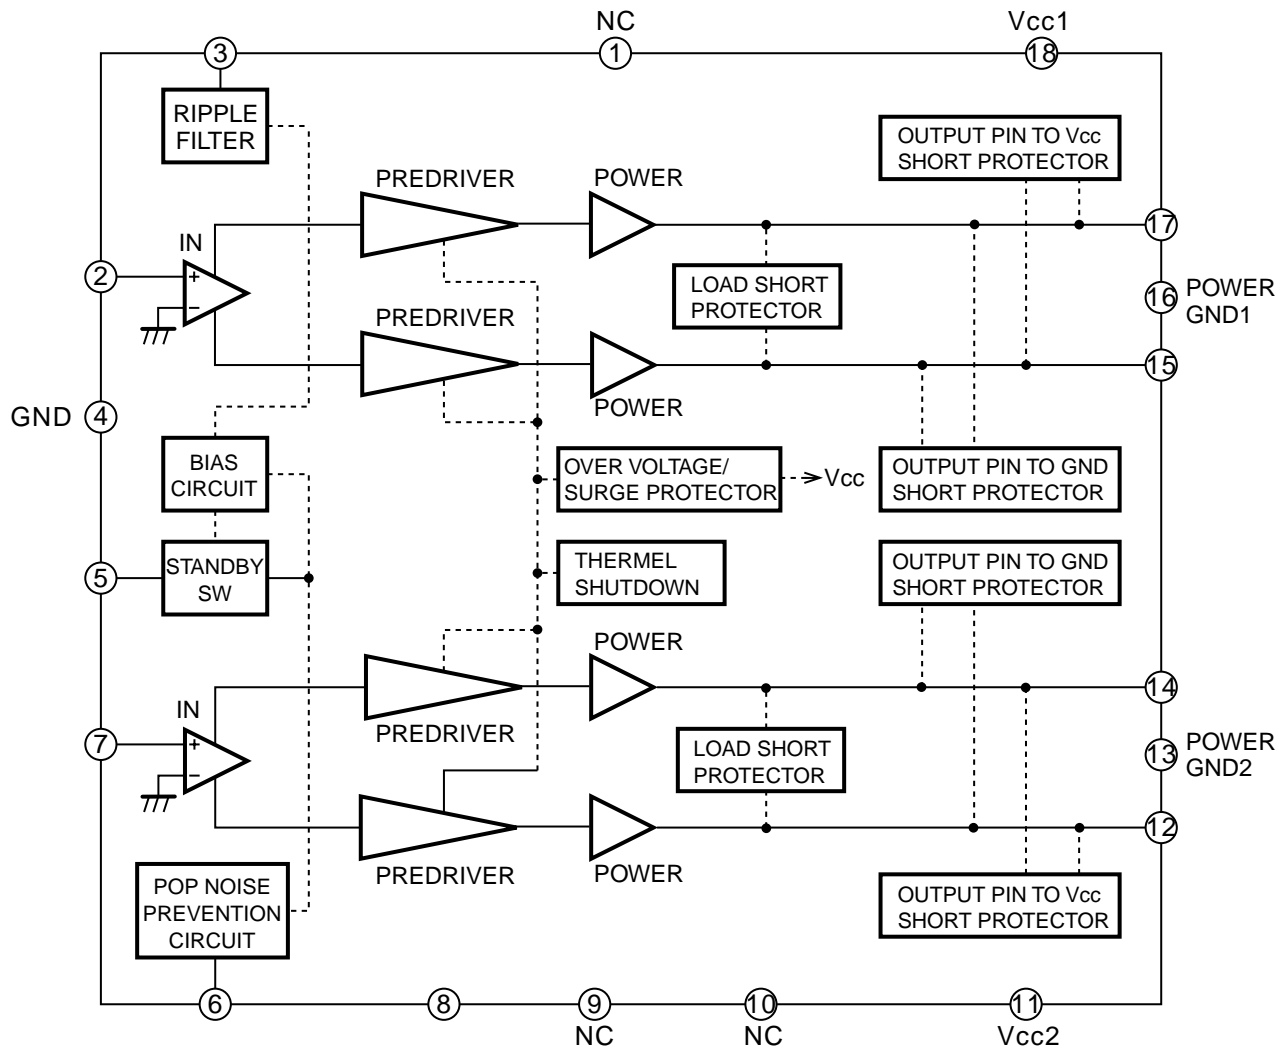 NC
Vcc1
3
1
18
RIPPLE
FILTER
OUTPUT PIN TO Vcc
SHORT PROTECTOR
PREDRIVER
POWER
17
IN
2
+
−
LOAD SHORT
PROTECTOR
16
POWER
GND1
PREDRIVER
15
POWER
GND
4
BIAS
CIRCUIT
OVER VOLTAGE/
SURGE PROTECTOR
Vcc
OUTPUT PIN TO GND
SHORT PROTECTOR
5
STANDBY
SW
THERMEL
SHUTDOWN
OUTPUT PIN TO GND
SHORT PROTECTOR
POWER
14
IN
PREDRIVER
7
+
−
LOAD SHORT
PROTECTOR
13
POWER
GND2
12
PREDRIVER
POWER
POP NOISE
PREVENTION
CIRCUIT
OUTPUT PIN TO Vcc
SHORT PROTECTOR
6
8
9
10
11
NC
NC
Vcc2